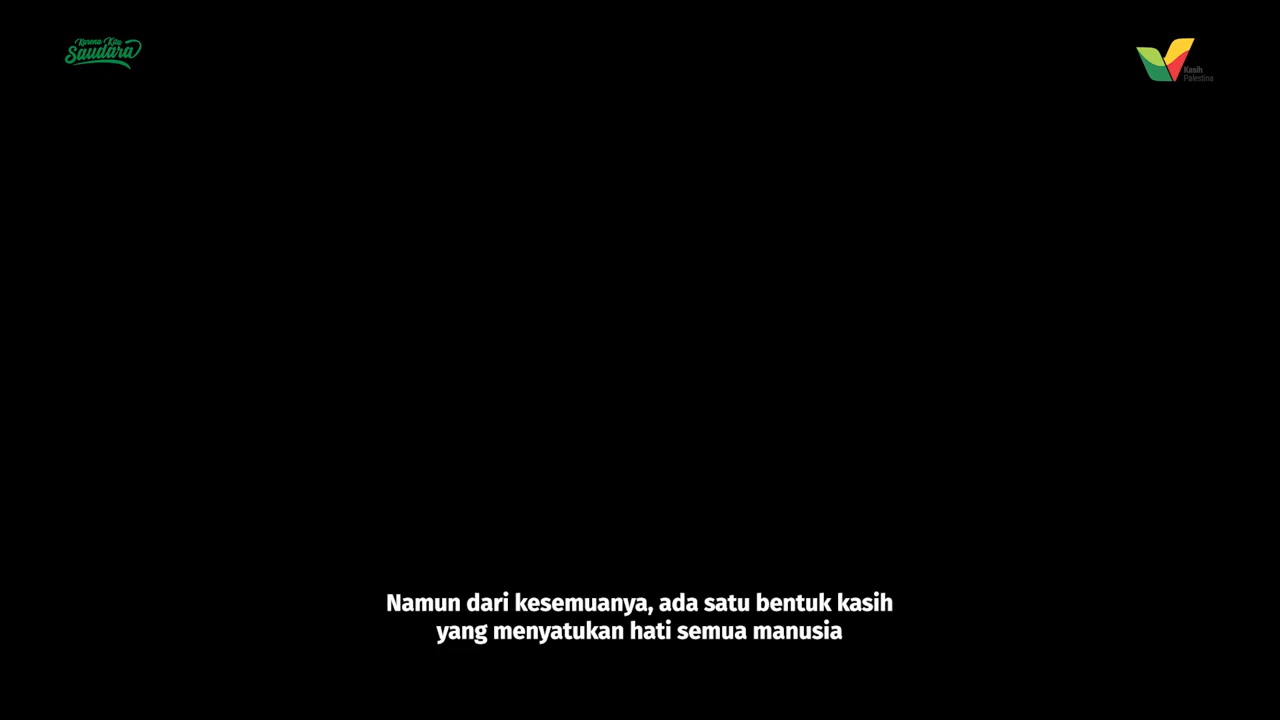 Karena Kita
Saudara
Kasih
Palestina
Namun dari kesemuanya, ada satu bentuk kasih
yang menyatukan hati semua manusia